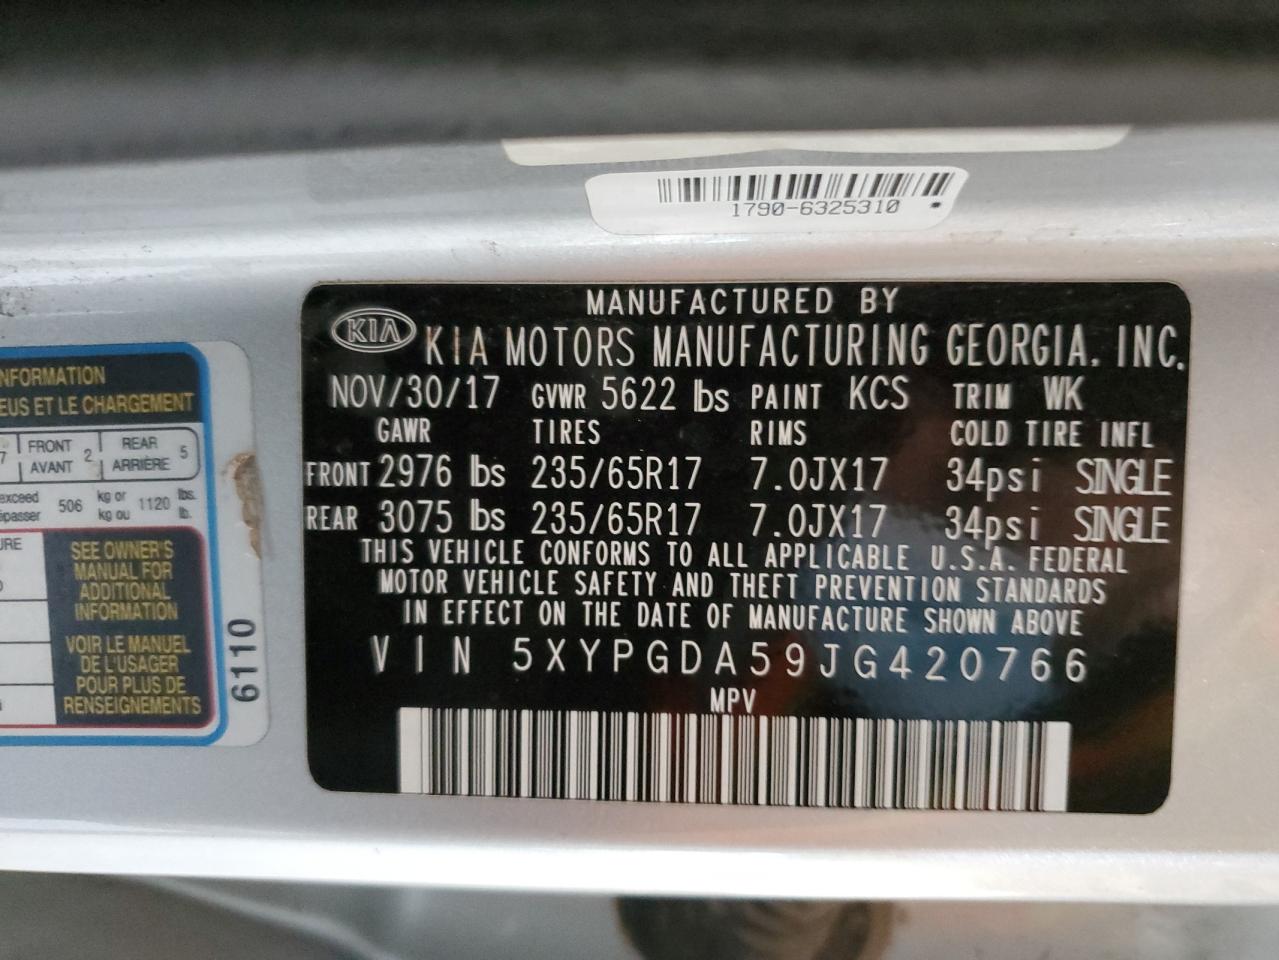 1790-6325310
MANUFACTURED BY
KIA KIA MOTORS MANUFACTURING GEORGIA, INC.
NOV/30/17 GVWR 5622 lbs PAINT KCS TRIM WK
GAWR TIRES RIMS COLD TIRE INFL
FRONT 2976 lbs 235/65R17 7.0JX17 34psi SINGLE
REAR 3075 lbs 235/65R17 7.0JX17 34psi SINGLE
THIS VEHICLE CONFORMS TO ALL APPLICABLE U.S.A. FEDERAL
MOTOR VEHICLE SAFETY AND THEFT PREVENTION STANDARDS
IN EFFECT ON THE DATE OF MANUFACTURE SHOWN ABOVE
VIN 5XYPGDA59JG420766
MPV
NFORMATION
EUS ET LE CHARGEMENT
7 FRONT 2 REAR 5
AVANT ARRIÈRE
exceed 506 kg or 1120 lbs.
épasser kg ou lb.
URE
SEE OWNER'S
MANUAL FOR
ADDITIONAL
INFORMATION
VOIR LE MANUEL
DE L'USAGER
POUR PLUS DE
RENSEIGNEMENTS
6110